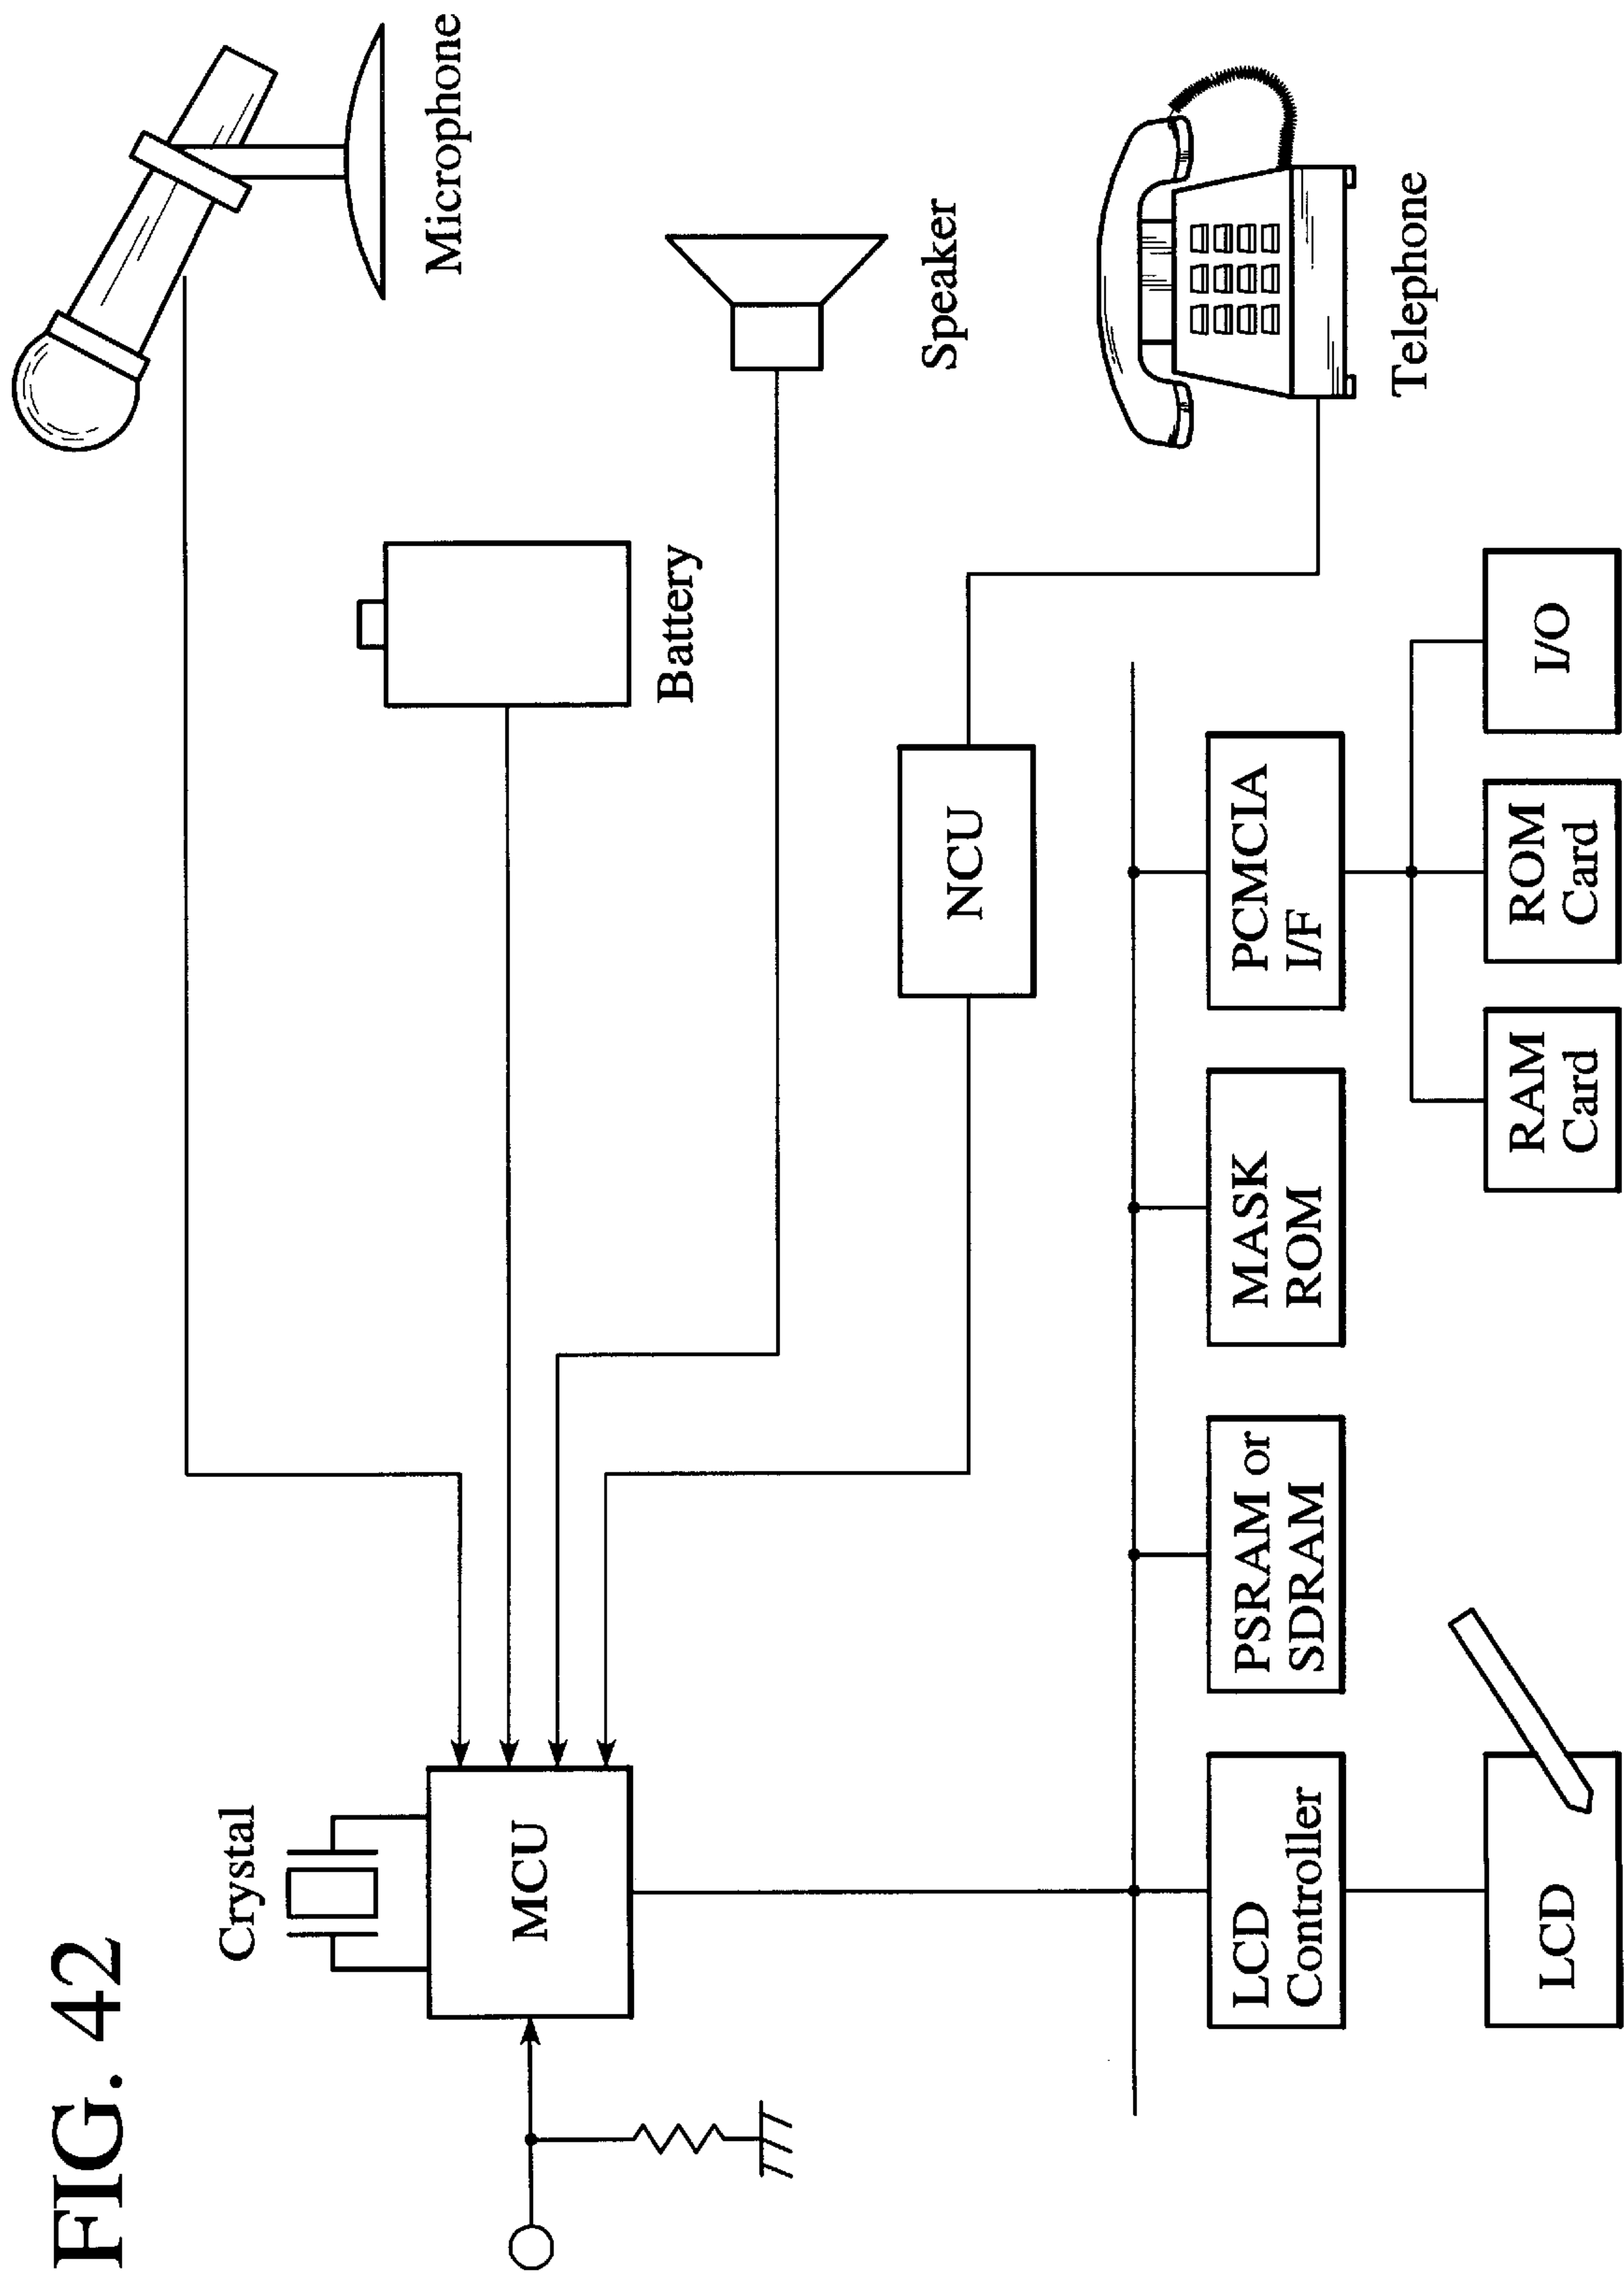 FIG. 42
Microphone
Crystal
Battery
MCU
Speaker
NCU
Telephone
LCD
Controller
PSRAM or
SDRAM
MASK
ROM
PCMCIA
I/F
LCD
RAM
Card
ROM
Card
I/O